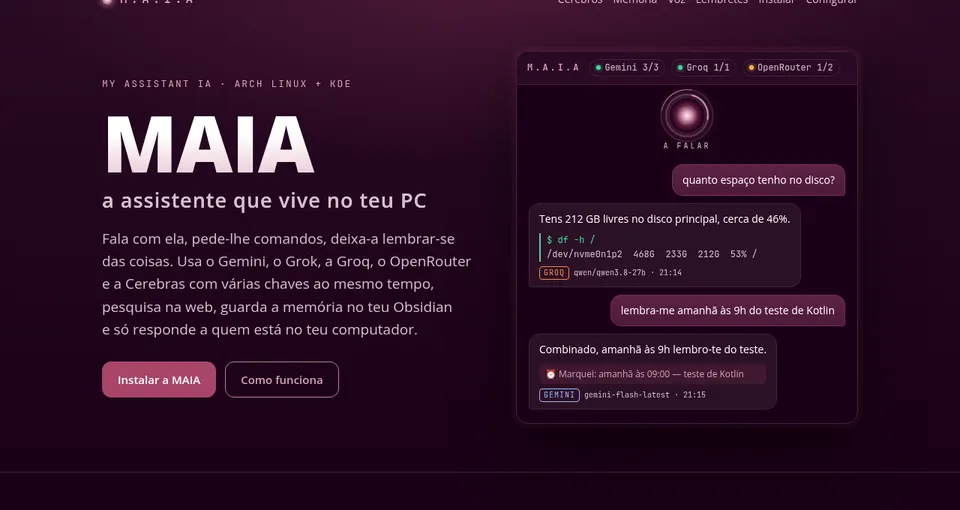 M.A.I.A
Cérebros Memória Voz Lembretes Instalar Configurar
MY ASSISTANT IA · ARCH LINUX + KDE
MAIA
a assistente que vive no teu PC
Fala com ela, pede-lhe comandos, deixa-a lembrar-se
das coisas. Usa o Gemini, o Grok, a Groq, o OpenRouter
e a Cerebras com várias chaves ao mesmo tempo,
pesquisa na web, guarda a memória no teu Obsidian
e só responde a quem está no teu computador.
Instalar a MAIA
Como funciona
M.A.I.A
Gemini 3/3
Groq 1/1
OpenRouter 1/2
A FALAR
quanto espaço tenho no disco?
Tens 212 GB livres no disco principal, cerca de 46%.
$ df -h /
/dev/nvme0n1p2 468G 233G 212G 53% /
GROQ qwen/qwen3.8-27b · 21:14
lembra-me amanhã às 9h do teste de Kotlin
Combinado, amanhã às 9h lembro-te do teste.
⏰ Marquei: amanhã às 09:00 — teste de Kotlin
GEMINI gemini-flash-latest · 21:15